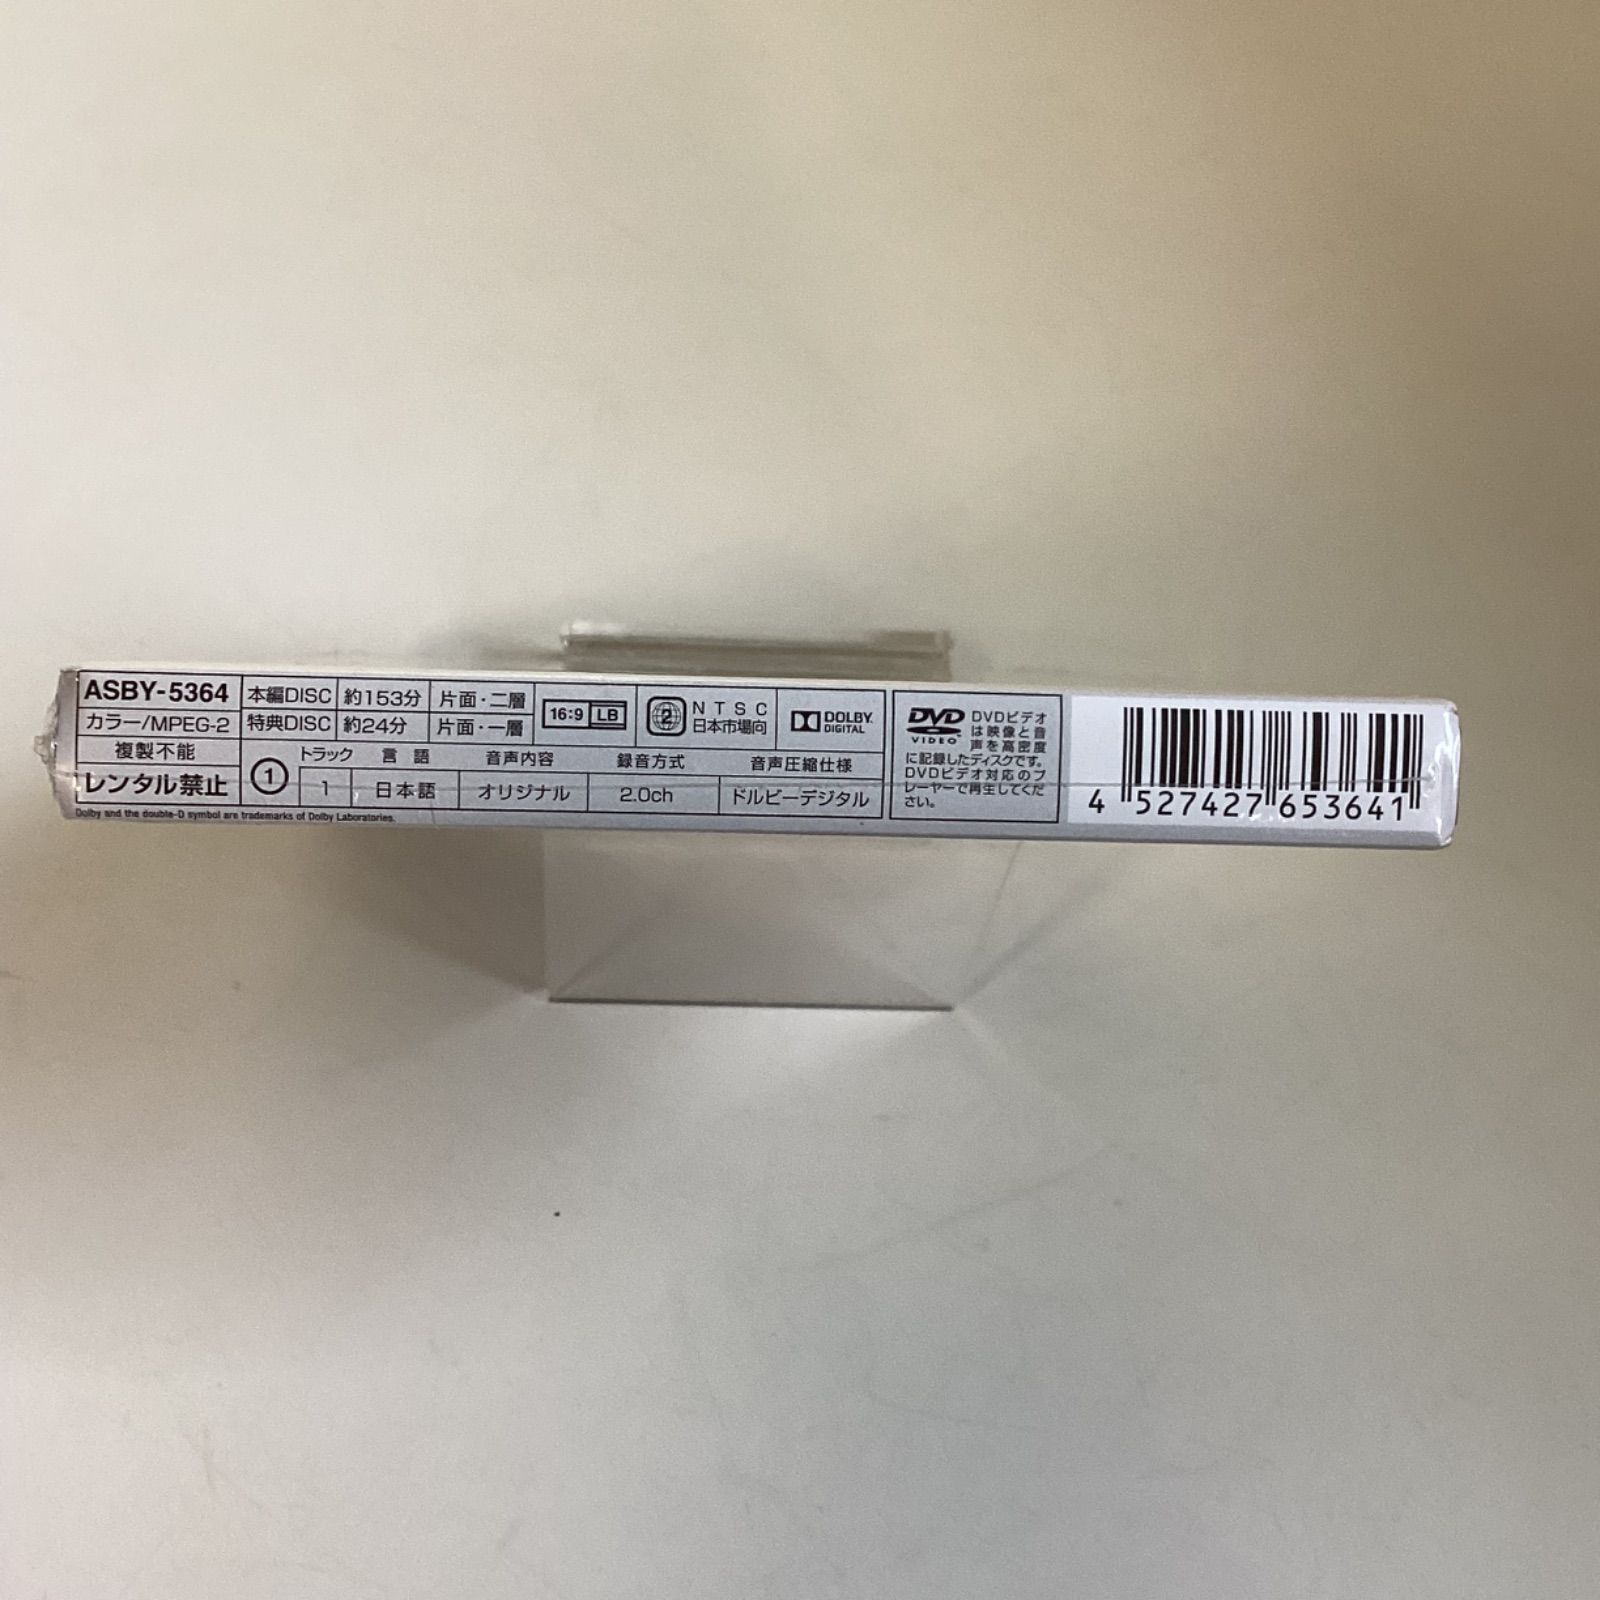 ASBY-5364
カラー/MPEG-2
複製不能
レンタル禁止
本編DISC 約153分 片面・二層
特典DISC 約24分 片面・一層
16:9 LB
2
NTSC
日本市場向
DOLBY
DIGITAL
1
トラック 言語 音声内容 録音方式 音声圧縮仕様
1 日本語 オリジナル 2.0ch ドルビーデジタル
Dolby and the double-D symbol are trademarks of Dolby Laboratories.
DVD
VIDEO
DVDビデオ
は映像と音
声を高密度
に記録したディスクです。
DVDビデオ対応のプ
レーヤーで再生してくだ
さい。
4 527427 653641